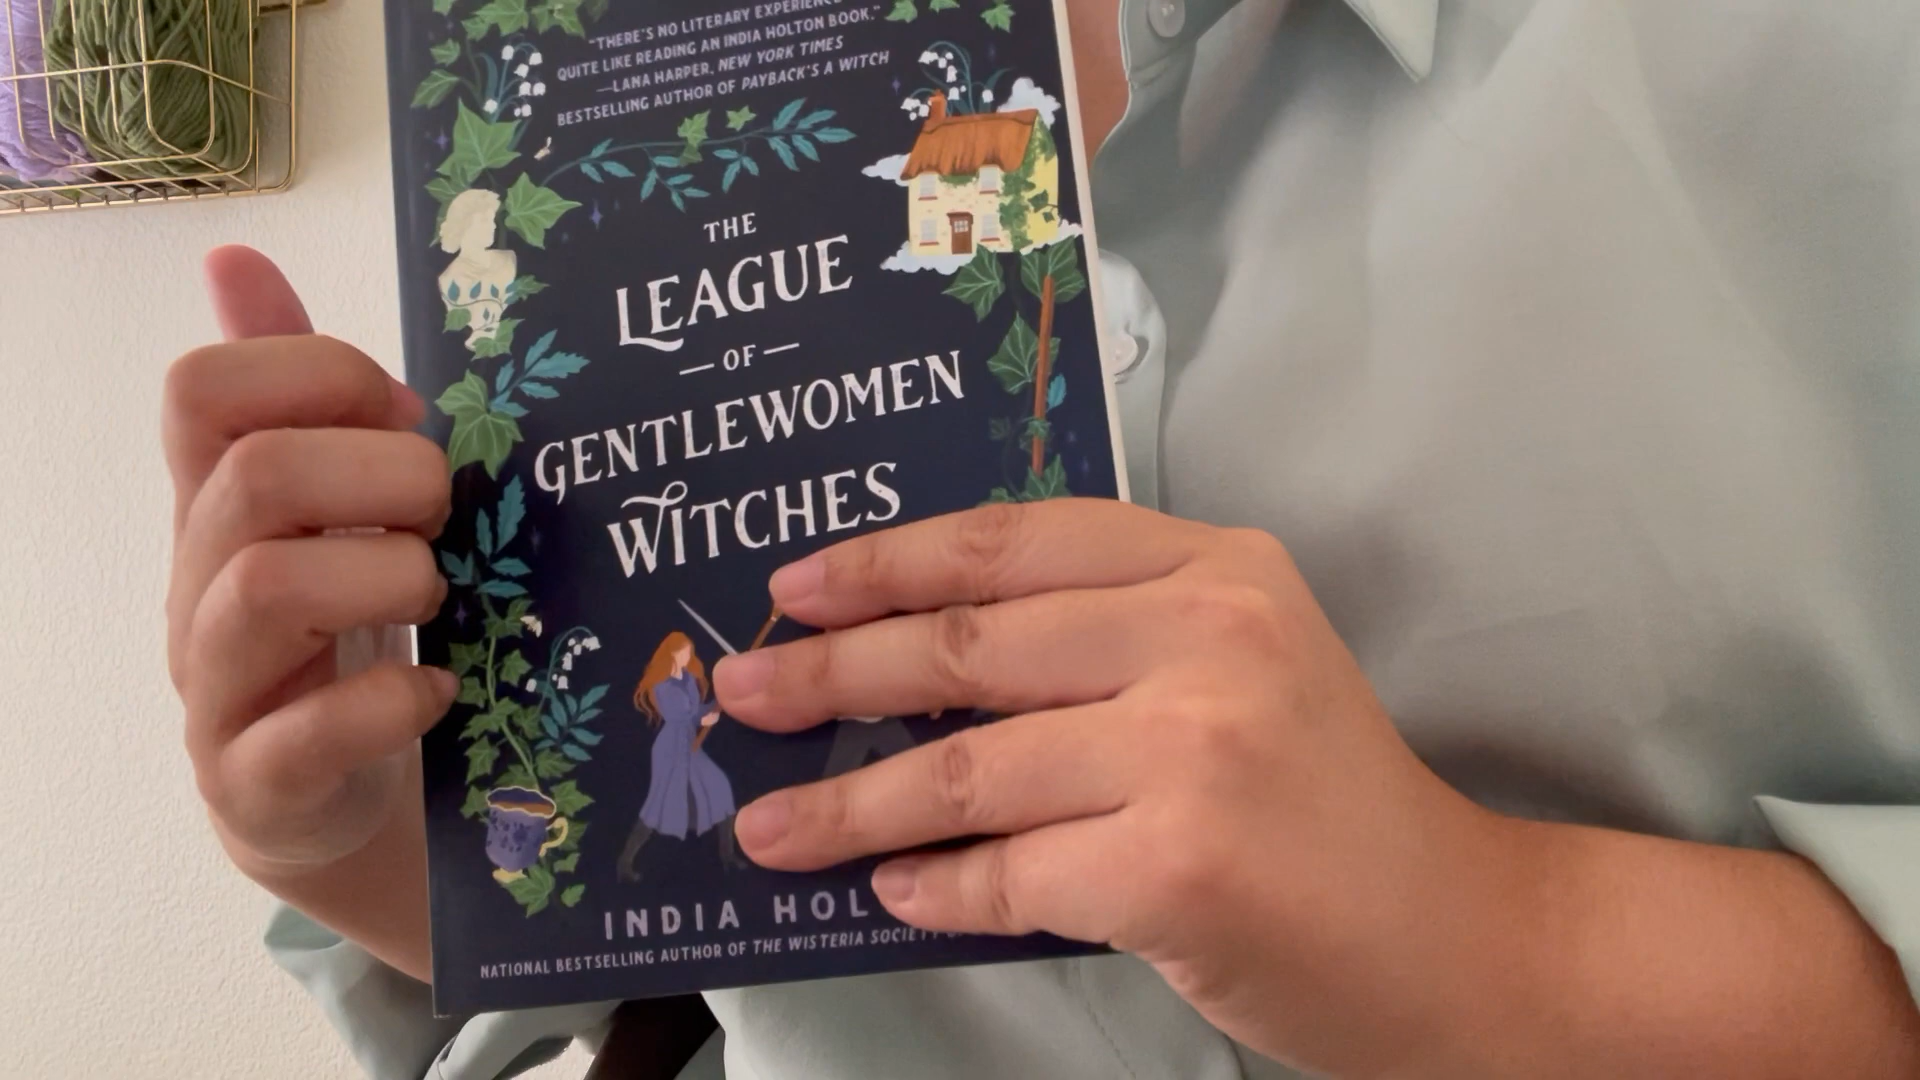 "THERE'S NO LITERARY EXPERIENCE
QUITE LIKE READING AN INDIA HOLTON BOOK."
—LANA HARPER, NEW YORK TIMES
BESTSELLING AUTHOR OF PAYBACK'S A WITCH
THE
LEAGUE
— OF —
GENTLEWOMEN
WITCHES
INDIA HOL
NATIONAL BESTSELLING AUTHOR OF THE WISTERIA SOCIETY